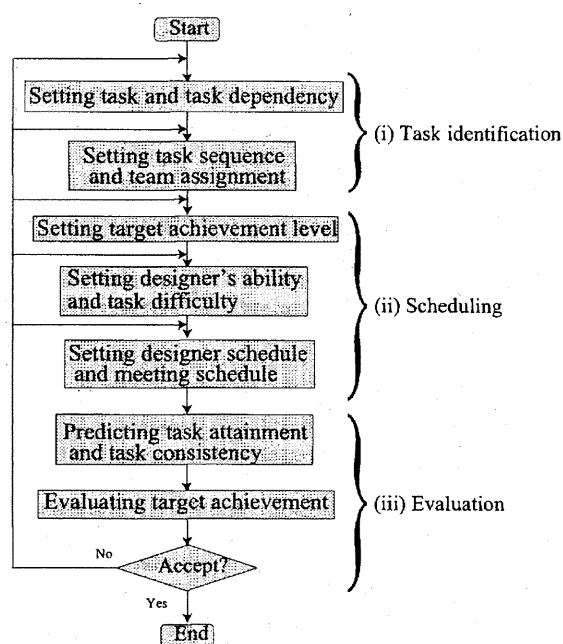 Start
Setting task and task dependency
Setting task sequence
and team assignment
(i) Task identification
Setting target achievement level
Setting designer's ability
and task difficulty
Setting designer schedule
and meeting schedule
(ii) Scheduling
Predicting task attainment
and task consistency
Evaluating target achievement
(iii) Evaluation
No
Accept?
Yes
End